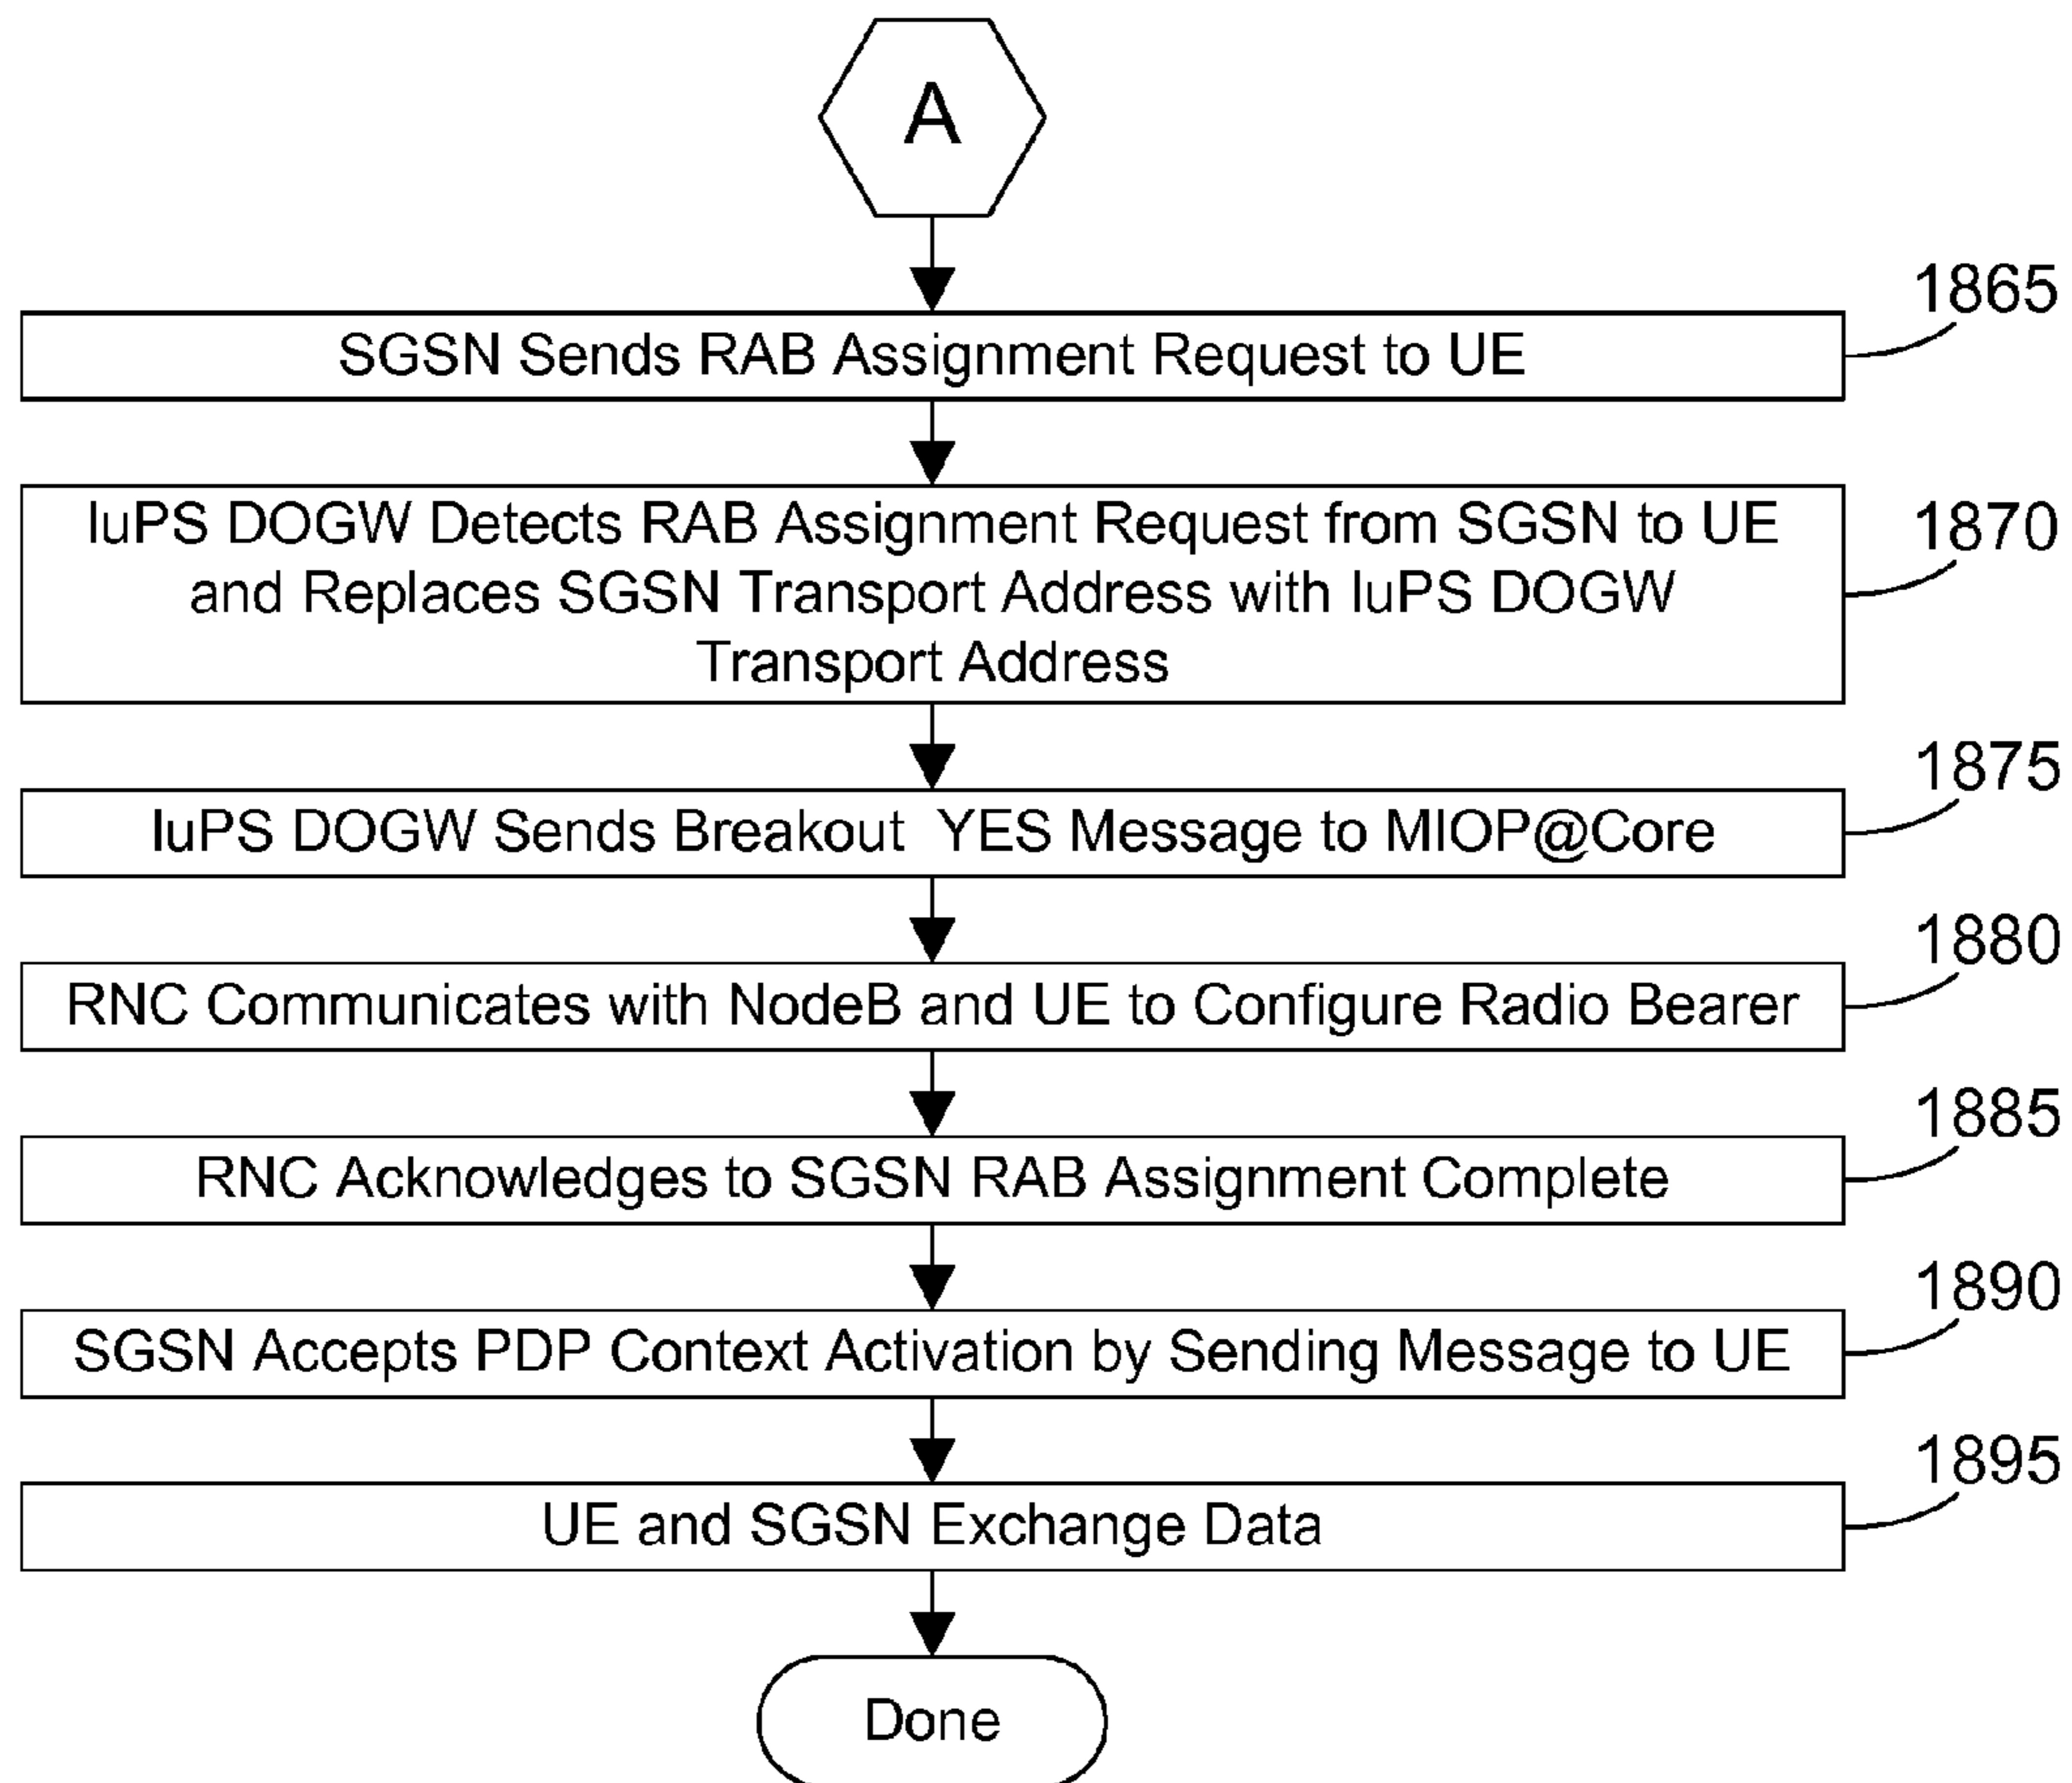 A
1865
SGSN Sends RAB Assignment Request to UE
1870
IuPS DOGW Detects RAB Assignment Request from SGSN to UE
and Replaces SGSN Transport Address with IuPS DOGW
Transport Address
1875
IuPS DOGW Sends Breakout YES Message to MIOP@Core
1880
RNC Communicates with NodeB and UE to Configure Radio Bearer
1885
RNC Acknowledges to SGSN RAB Assignment Complete
1890
SGSN Accepts PDP Context Activation by Sending Message to UE
1895
UE and SGSN Exchange Data
Done